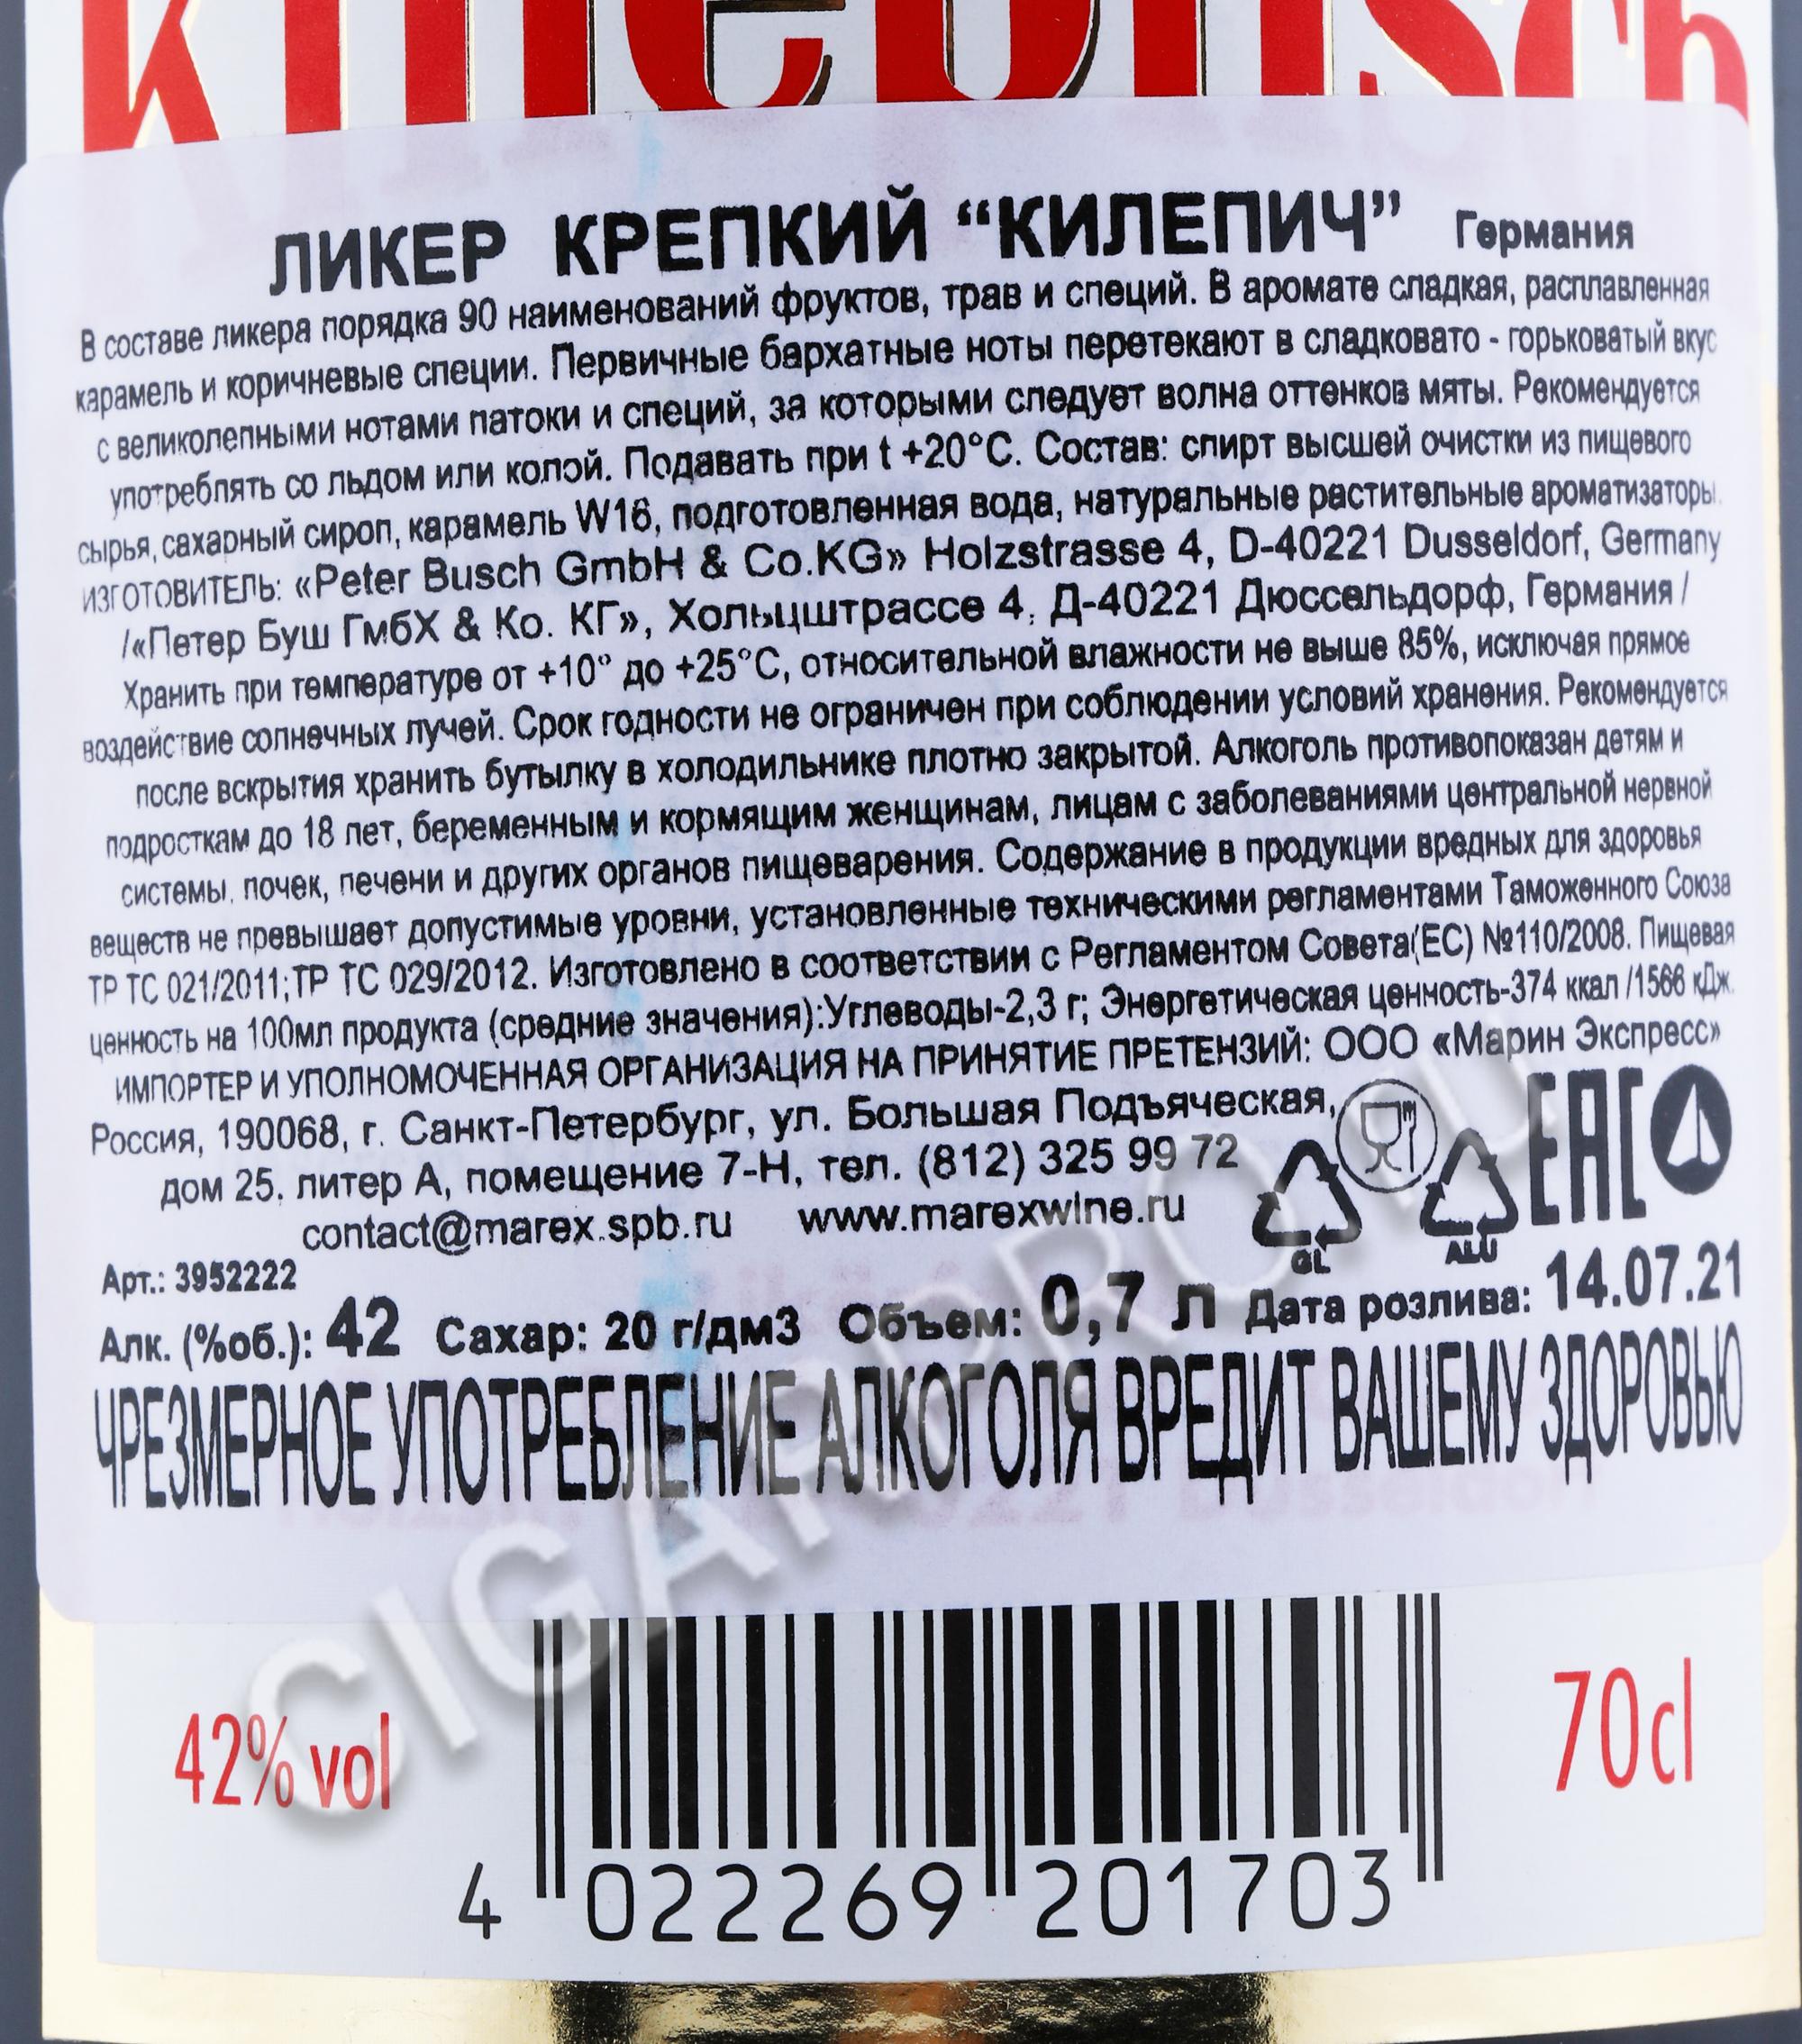 killepitsch
ЛИКЕР КРЕПКИЙ “КИЛЕПИЧ” Германия
В составе ликера порядка 90 наименований фруктов, трав и специй. В аромате сладкая, расплавленная
карамель и коричневые специи. Первичные бархатные ноты перетекают в сладковато - горьковатый вкус
с великолепными нотами патоки и специй, за которыми следует волна оттенков мяты. Рекомендуется
употреблять со льдом или колой. Подавать при t +20°C. Состав: спирт высшей очистки из пищевого
сырья, сахарный сироп, карамель W16, подготовленная вода, натуральные растительные ароматизаторы.
ИЗГОТОВИТЕЛЬ: «Peter Busch GmbH & Co.KG» Holzstrasse 4, D-40221 Dusseldorf, Germany
/«Петер Буш ГмбХ & Ко. КГ», Хольцштрассе 4, Д-40221 Дюссельдорф, Германия /
Хранить при температуре от +10° до +25°C, относительной влажности не выше 85%, исключая прямое
воздействие солнечных лучей. Срок годности не ограничен при соблюдении условий хранения. Рекомендуется
после вскрытия хранить бутылку в холодильнике плотно закрытой. Алкоголь противопоказан детям и
подросткам до 18 лет, беременным и кормящим женщинам, лицам с заболеваниями центральной нервной
системы, почек, печени и других органов пищеварения. Содержание в продукции вредных для здоровья
веществ не превышает допустимые уровни, установленные техническими регламентами Таможенного Союза
ТР ТС 021/2011;ТР ТС 029/2012. Изготовлено в соответствии с Регламентом Совета(ЕС) №110/2008. Пищевая
ценность на 100мл продукта (средние значения):Углеводы-2,3 г; Энергетическая ценность-374 ккал /1566 кДж.
ИМПОРТЕР И УПОЛНОМОЧЕННАЯ ОРГАНИЗАЦИЯ НА ПРИНЯТИЕ ПРЕТЕНЗИЙ: ООО «Марин Экспресс»
Россия, 190068, г. Санкт-Петербург, ул. Большая Подъяческая,
дом 25, литер А, помещение 7-Н, тел. (812) 325 99 72
contact@marex.spb.ru www.marexwine.ru
GL ALU EAC
Арт.: 3952222
Алк. (%об.): 42 Сахар: 20 г/дм3 Объем: 0,7 л Дата розлива: 14.07.21
ЧРЕЗМЕРНОЕ УПОТРЕБЛЕНИЕ АЛКОГОЛЯ ВРЕДИТ ВАШЕМУ ЗДОРОВЬЮ
CIGARPRO.RU
42% vol
70cl
4 022269 201703